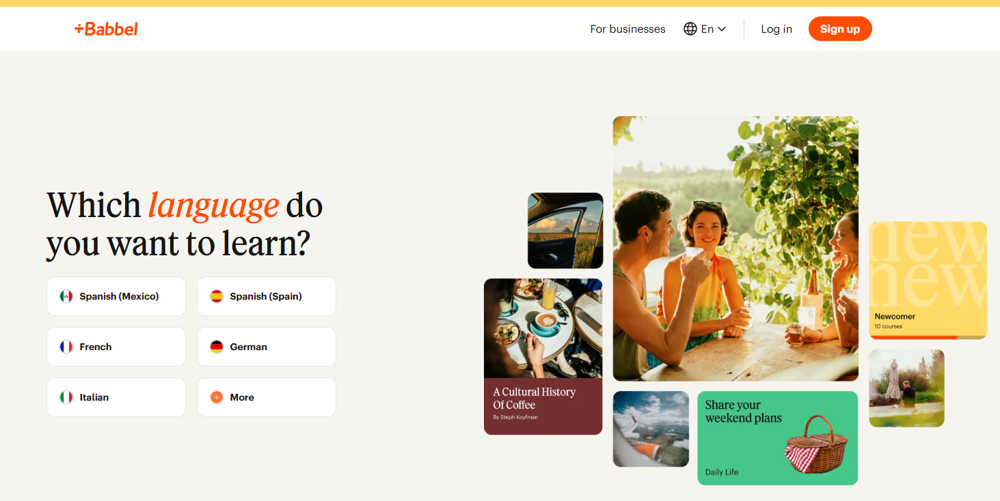 +Babbel
For businesses
En
Log in
Sign up
Which language do
you want to learn?
Spanish (Mexico)
Spanish (Spain)
French
German
Italian
More
A Cultural History
Of Coffee
By Steph Koyfman
Share your
weekend plans
Daily Life
new
new
Newcomer
10 courses